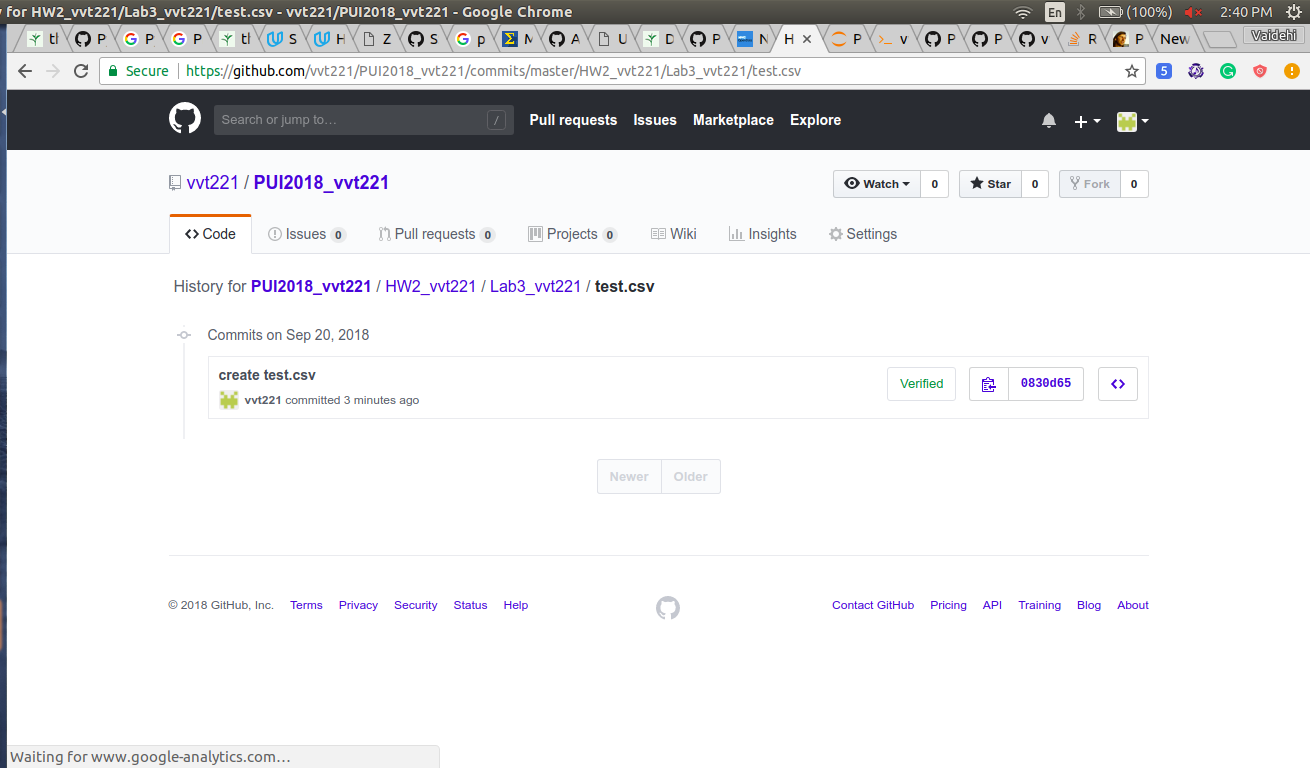 y for HW2_vvt221/Lab3_vvt221/test.csv - vvt221/PUI2018_vvt221 - Google Chrome En (100%) 2:40 PM
tl P P P tl S H Z S p M A U D P N H P v P P v R P New Vaidehi
Secure https://github.com/vvt221/PUI2018_vvt221/commits/master/HW2_vvt221/Lab3_vvt221/test.csv 5
Search or jump to… / Pull requests Issues Marketplace Explore
vvt221 / PUI2018_vvt221 Watch 0 Star 0 Fork 0
Code Issues 0 Pull requests 0 Projects 0 Wiki Insights Settings
History for PUI2018_vvt221 / HW2_vvt221 / Lab3_vvt221 / test.csv
Commits on Sep 20, 2018
create test.csv
vvt221 committed 3 minutes ago
Verified 0830d65
Newer Older
© 2018 GitHub, Inc. Terms Privacy Security Status Help Contact GitHub Pricing API Training Blog About
Waiting for www.google-analytics.com…